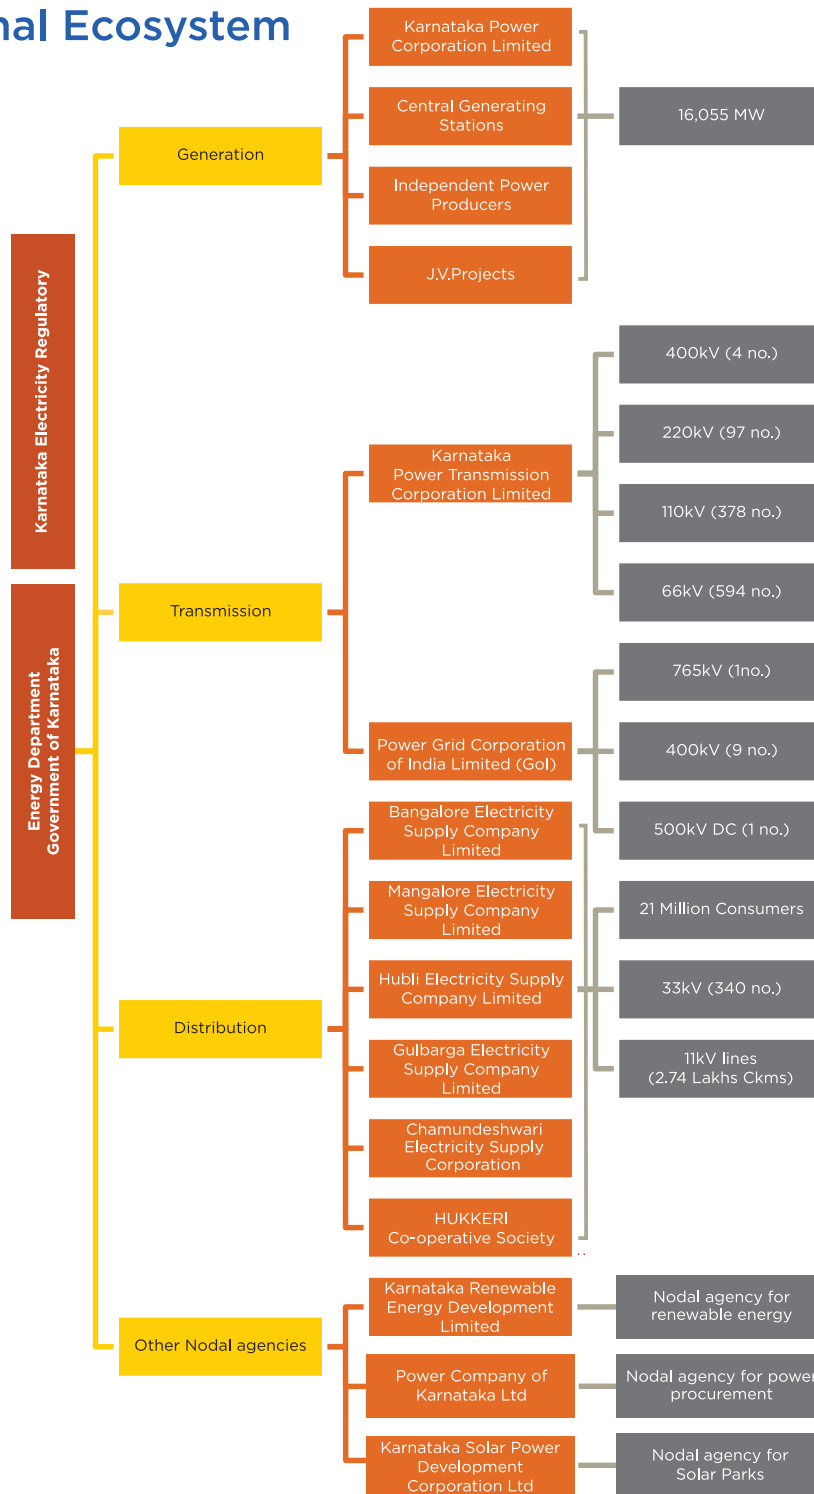 nal Ecosystem
Karnataka Electricity Regulatory
Energy Department
Government of Karnataka
Generation
Karnataka Power
Corporation Limited
Central Generating
Stations
Independent Power
Producers
J.V.Projects
16,055 MW
Transmission
Karnataka
Power Transmission
Corporation Limited
400kV (4 no.)
220kV (97 no.)
110kV (378 no.)
66kV (594 no.)
Power Grid Corporation
of India Limited (GoI)
765kV (1no.)
400kV (9 no.)
500kV DC (1 no.)
Distribution
Bangalore Electricity
Supply Company
Limited
Mangalore Electricity
Supply Company
Limited
Hubli Electricity Supply
Company Limited
Gulbarga Electricity
Supply Company
Limited
Chamundeshwari
Electricity Supply
Corporation
HUKKERI
Co-operative Society
21 Million Consumers
33kV (340 no.)
11kV lines
(2.74 Lakhs Ckms)
Other Nodal agencies
Karnataka Renewable
Energy Development
Limited
Nodal agency for
renewable energy
Power Company of
Karnataka Ltd
Nodal agency for power
procurement
Karnataka Solar Power
Development
Corporation Ltd
Nodal agency for
Solar Parks